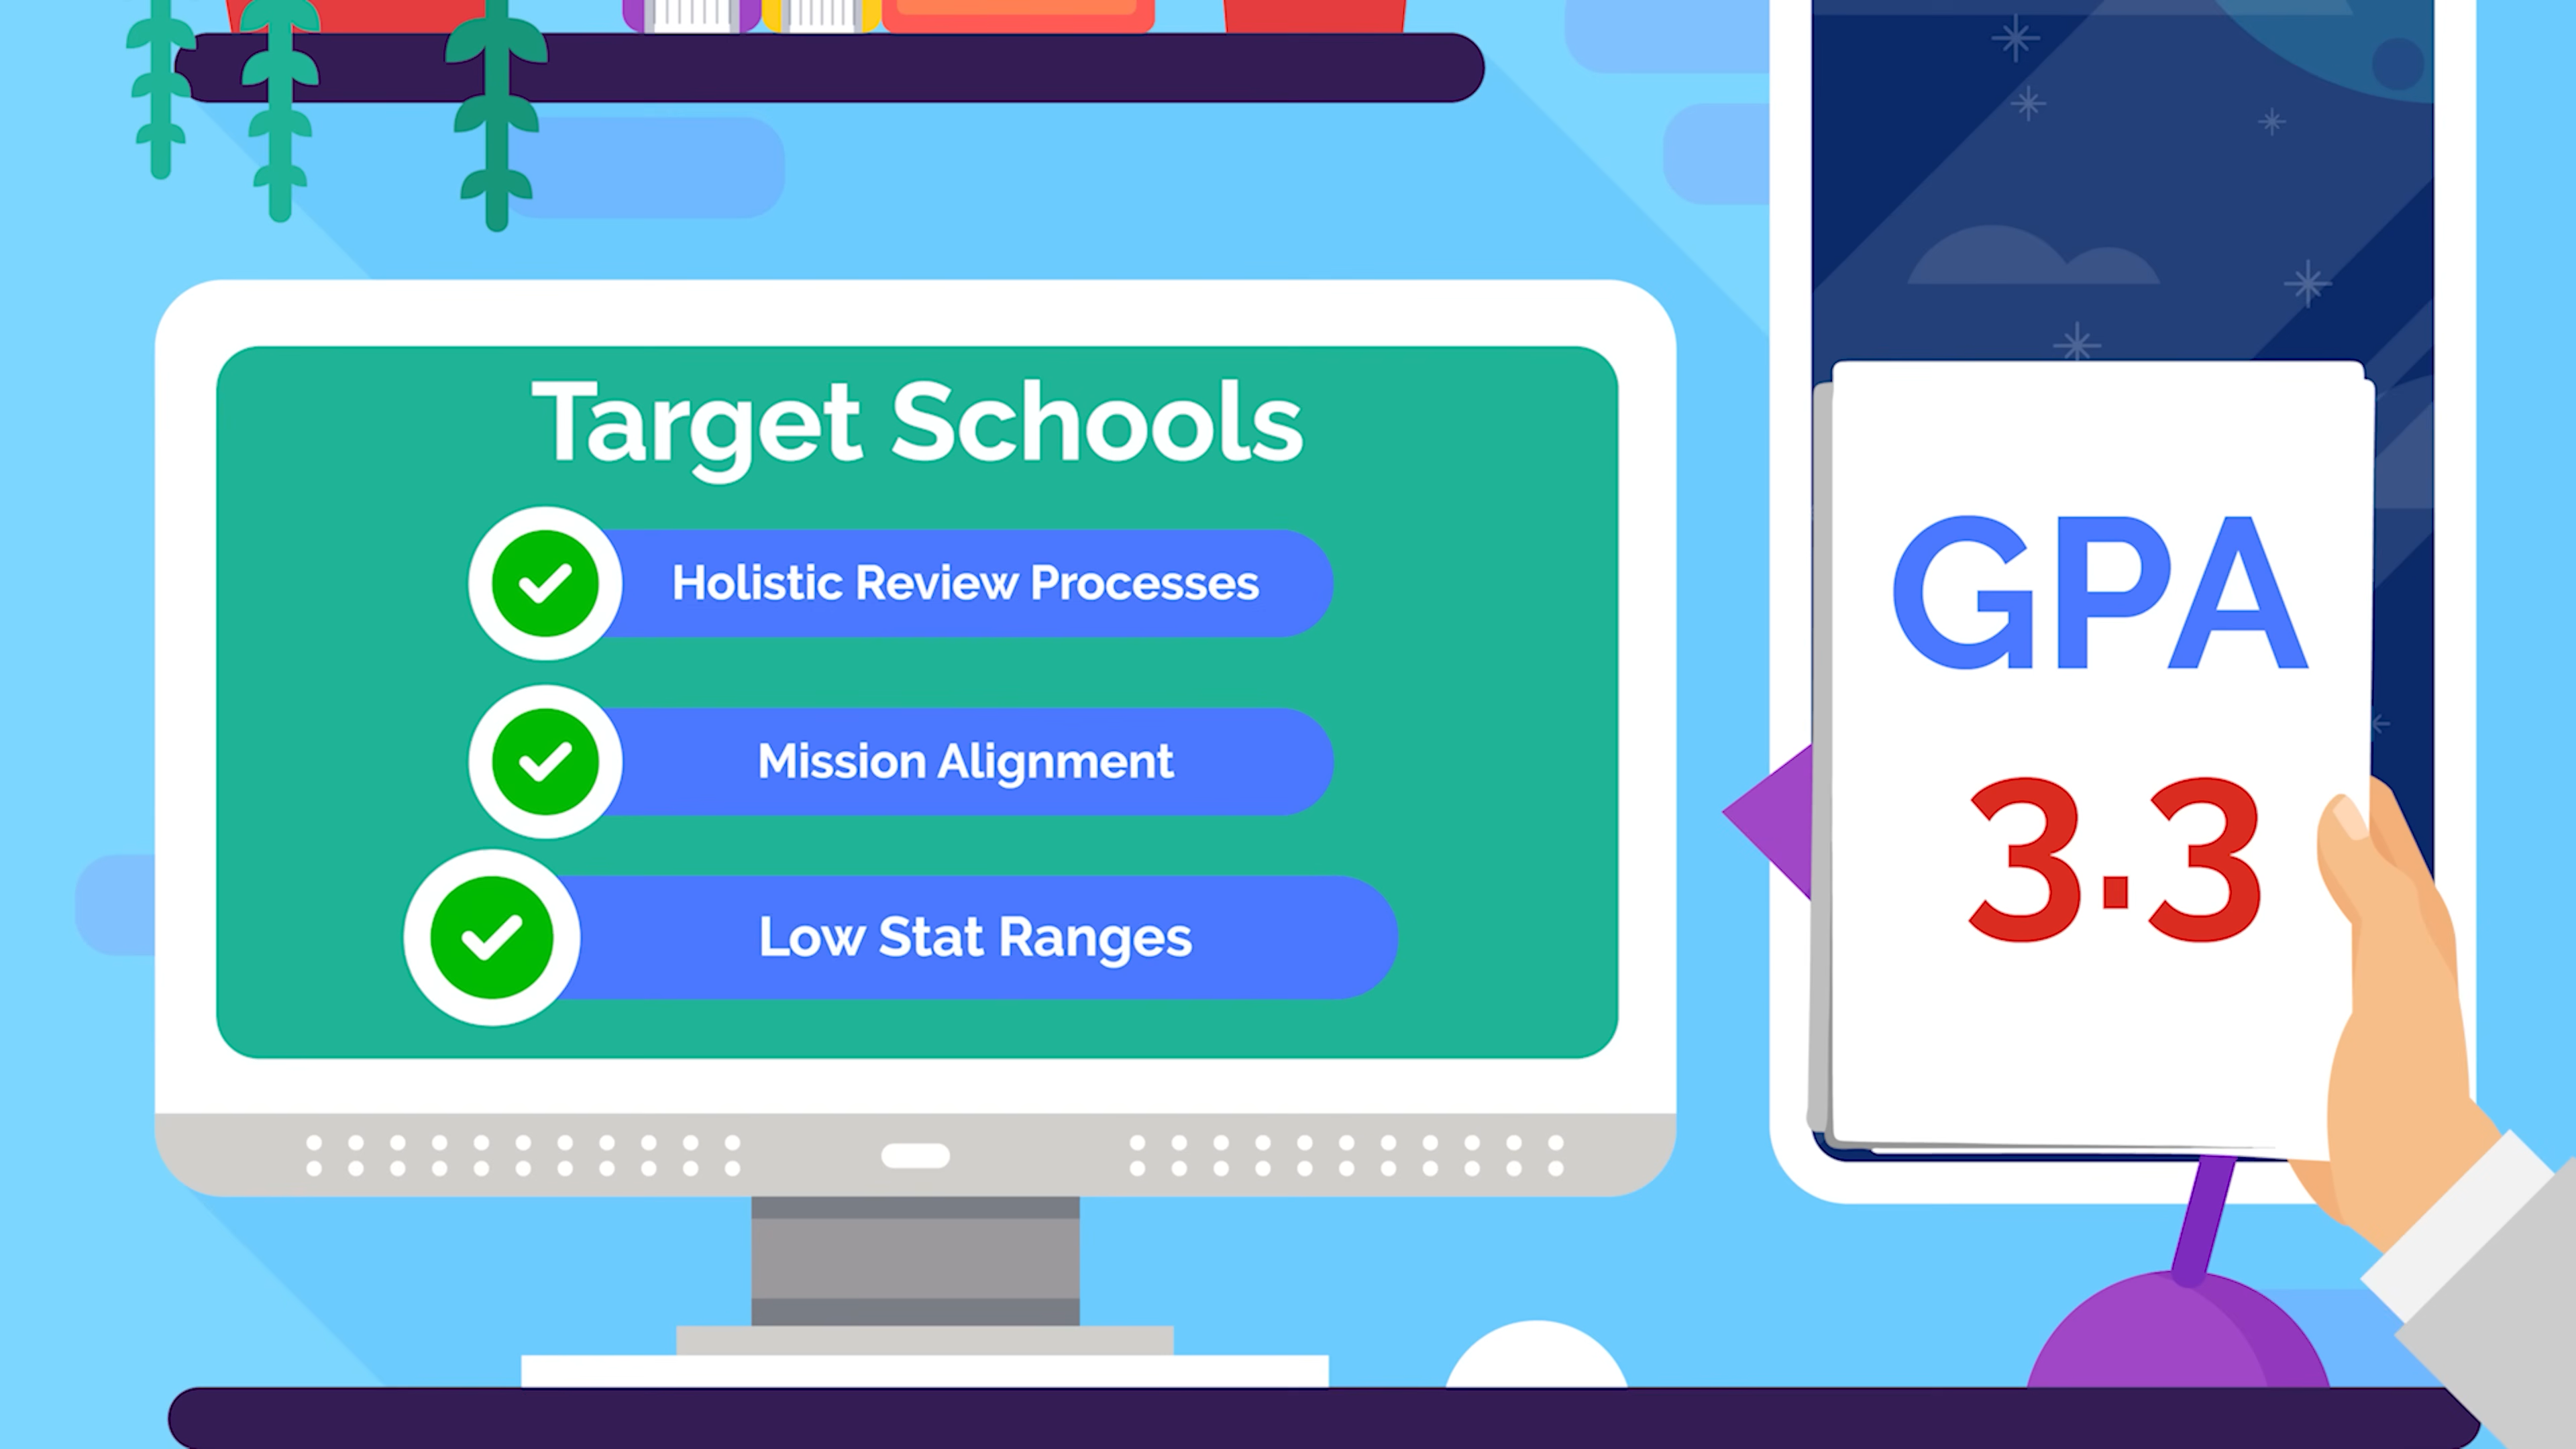 Target Schools
Holistic Review Processes
Mission Alignment
Low Stat Ranges
GPA
3.3